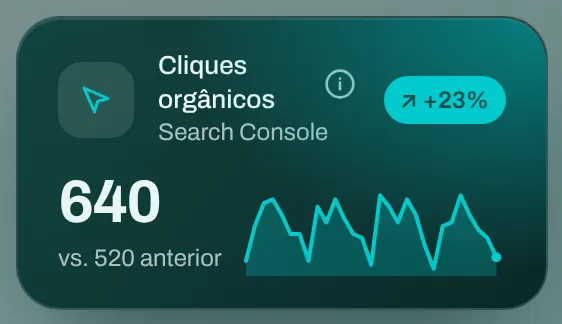 Cliques
orgânicos
Search Console
+23%
640
vs. 520 anterior